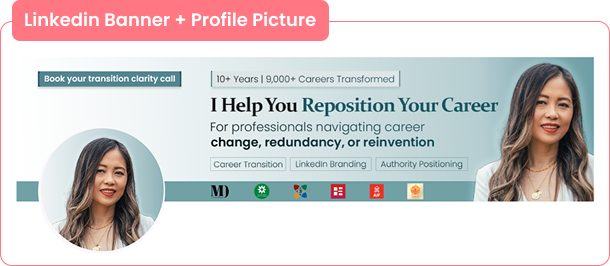 Linkedin Banner + Profile Picture
Book your transition clarity call
10+ Years | 9,000+ Careers Transformed
I Help You Reposition Your Career
For professionals navigating career
change, redundancy, or reinvention
Career Transition
LinkedIn Branding
Authority Positioning